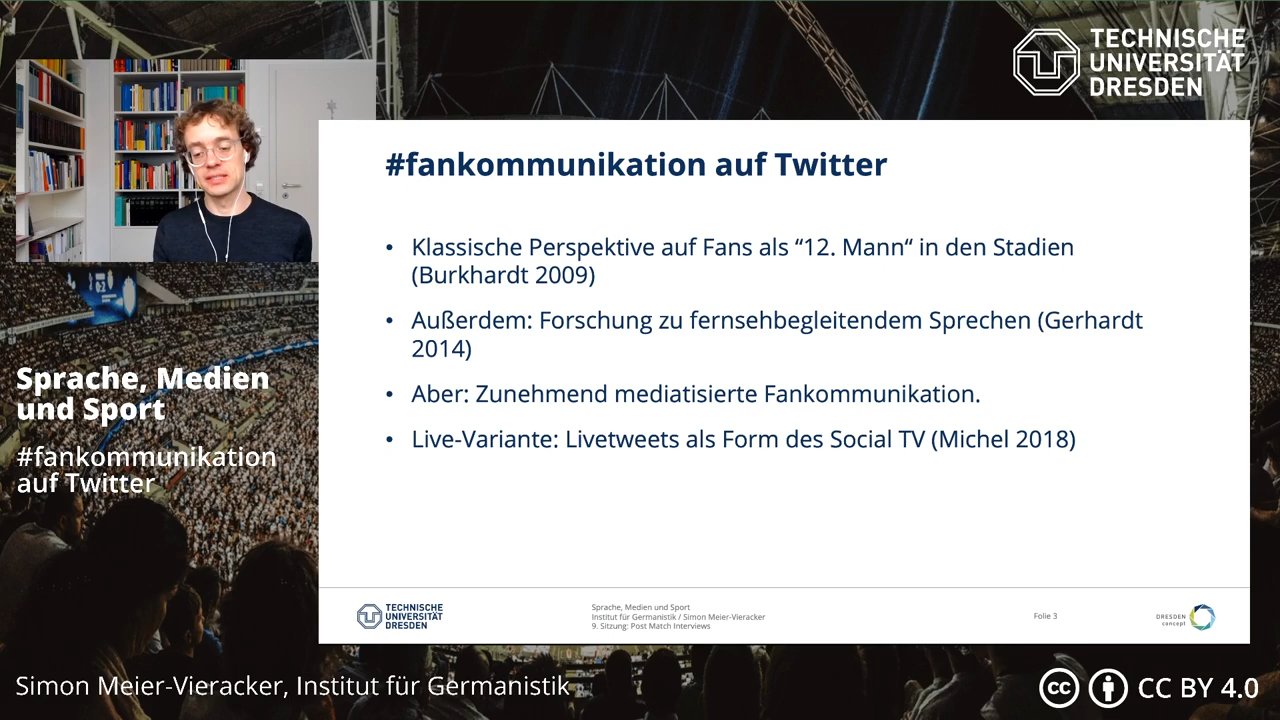 TECHNISCHE
UNIVERSITÄT
DRESDEN
#fankommunikation auf Twitter
• Klassische Perspektive auf Fans als “12. Mann“ in den Stadien
(Burkhardt 2009)
• Außerdem: Forschung zu fernsehbegleitendem Sprechen (Gerhardt
2014)
• Aber: Zunehmend mediatisierte Fankommunikation.
• Live-Variante: Livetweets als Form des Social TV (Michel 2018)
Sprache, Medien
und Sport
#fankommunikation
auf Twitter
TECHNISCHE
UNIVERSITÄT
DRESDEN
Sprache, Medien und Sport
Institut für Germanistik / Simon Meier-Vieracker
9. Sitzung: Post Match Interviews
Folie 3
DRESDEN
concept
Simon Meier-Vieracker, Institut für Germanistik
cc CC BY 4.0